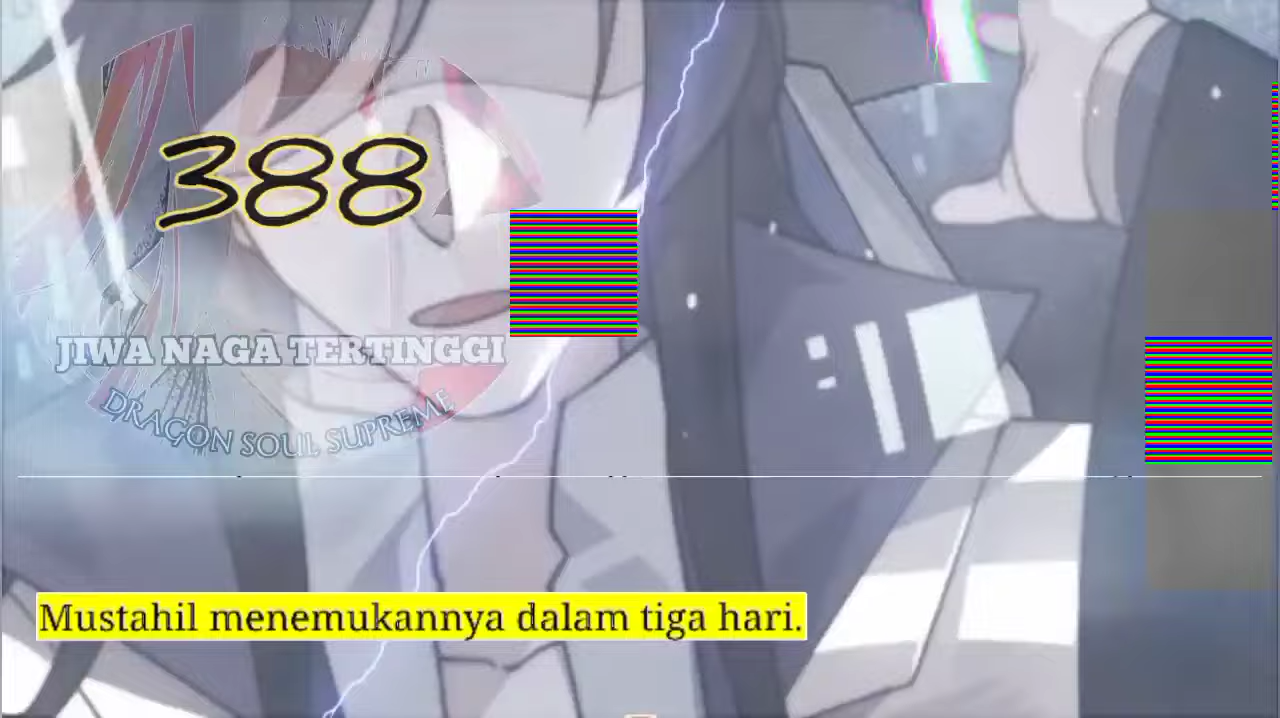 388
JIWA NAGA TERTINGGI
DRAGON SOUL SUPREME
Mustahil menemukannya dalam tiga hari.